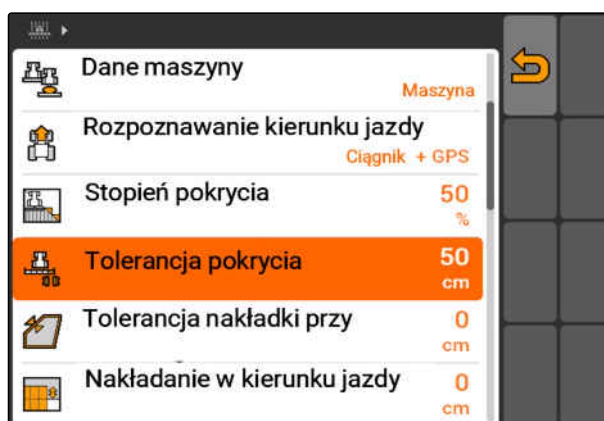 Dane maszyny
Maszyna
Rozpoznawanie kierunku jazdy
Ciągnik + GPS
Stopień pokrycia
50
%
Tolerancja pokrycia
50
cm
Tolerancja nakładki przy
0
cm
Nakładanie w kierunku jazdy
0
cm